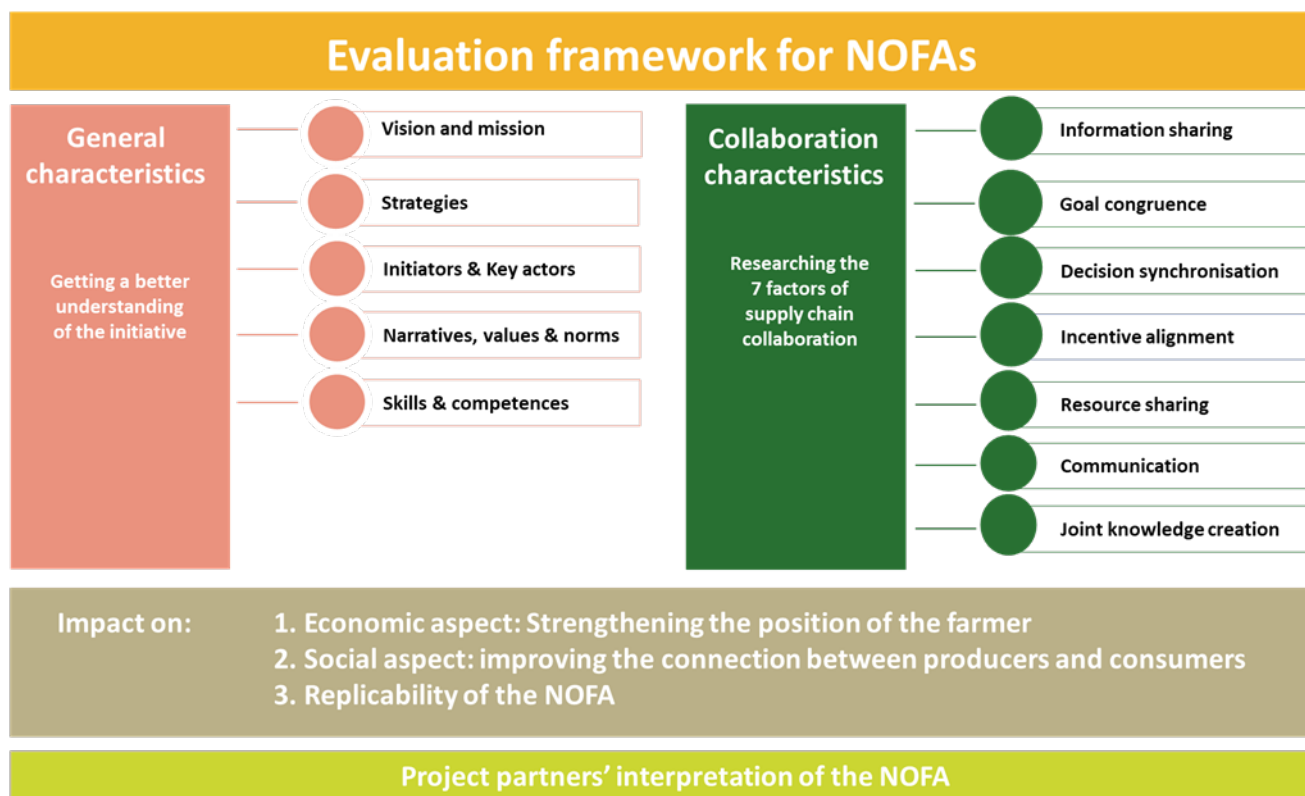 Evaluation framework for NOFAs
General
characteristics
Getting a better
understanding
of the initiative
Vision and mission
Strategies
Initiators & Key actors
Narratives, values & norms
Skills & competences
Collaboration
characteristics
Researching the
7 factors of
supply chain
collaboration
Information sharing
Goal congruence
Decision synchronisation
Incentive alignment
Resource sharing
Communication
Joint knowledge creation
Impact on:
1. Economic aspect: Strengthening the position of the farmer
2. Social aspect: improving the connection between producers and consumers
3. Replicability of the NOFA
Project partners’ interpretation of the NOFA